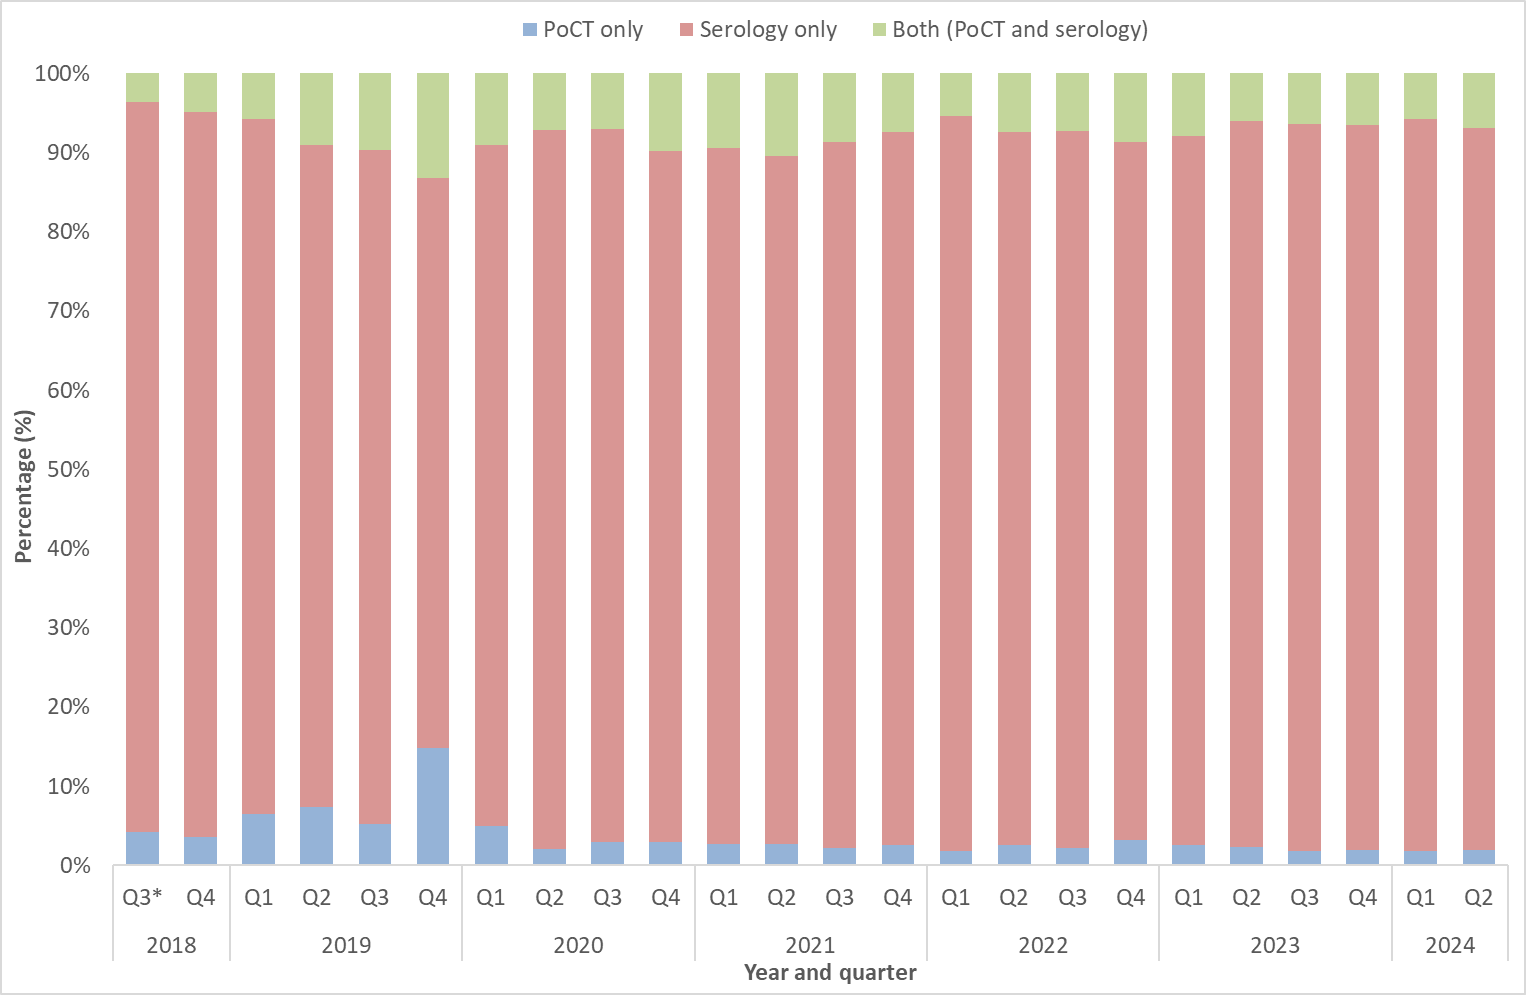 PoCT only Serology only Both (PoCT and serology)
100%
90%
80%
70%
60%
50%
40%
30%
20%
10%
0%
Percentage (%)
Q3* Q4 Q1 Q2 Q3 Q4 Q1 Q2 Q3 Q4 Q1 Q2 Q3 Q4 Q1 Q2 Q3 Q4 Q1 Q2 Q3 Q4 Q1 Q2
2018 2019 2020 2021 2022 2023 2024
Year and quarter